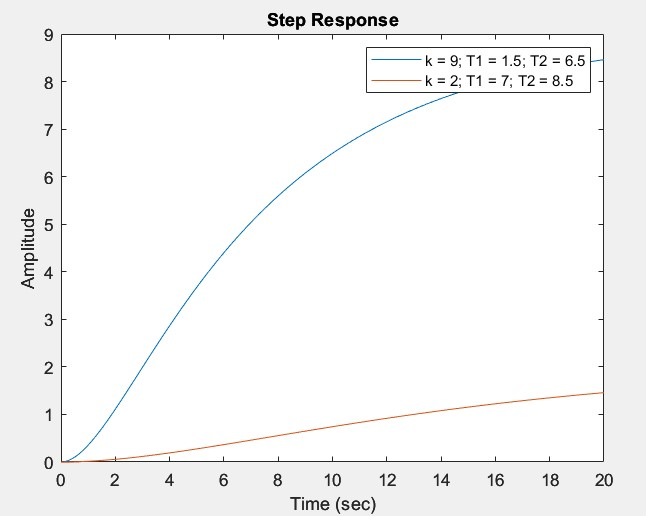 Step Response
k = 9; T1 = 1.5; T2 = 6.5
k = 2; T1 = 7; T2 = 8.5
Amplitude
9
8
7
6
5
4
3
2
1
0
0 2 4 6 8 10 12 14 16 18 20
Time (sec)